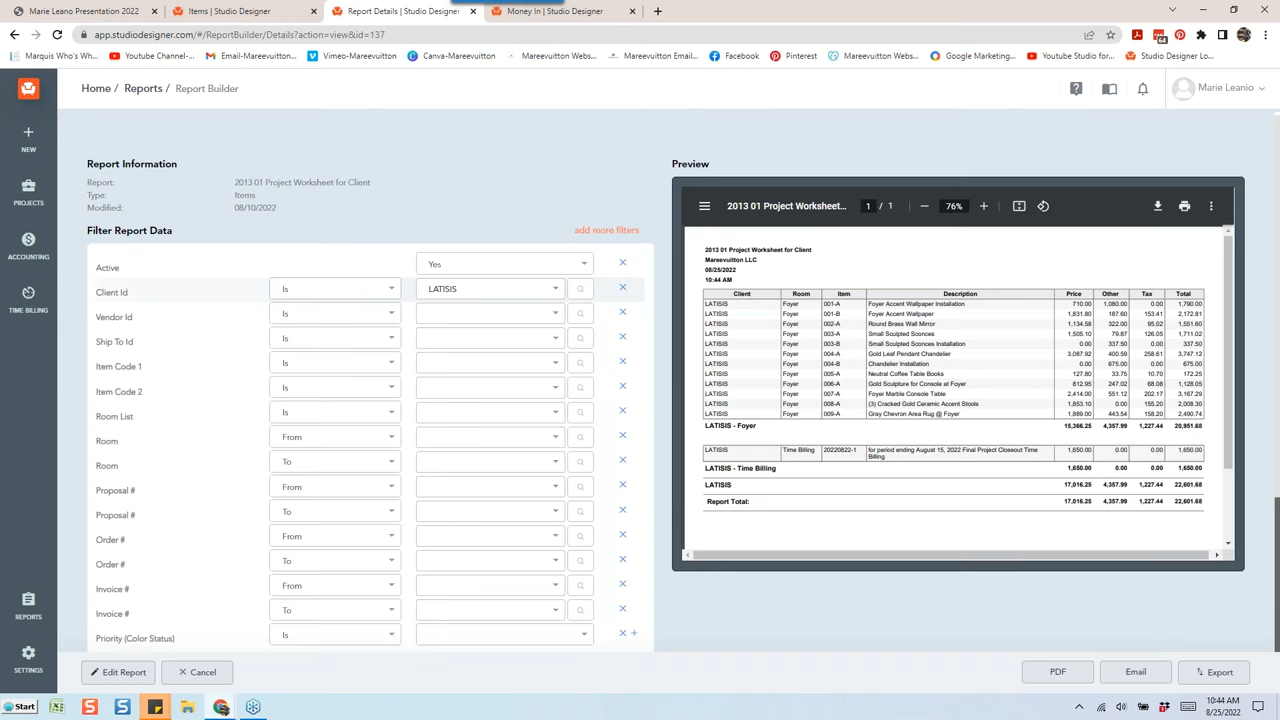 Marie Leanio 2022
Items | Studio Designer
Report Details | Studio Designer
Money In | Studio Designer
app.studiodesigner.com/#/ReportBuilder/Details?action=view&id=137
Marquis Who's Who... YouTube Channel-... Email-Mareevuitton... Vimeo-Mareevuitton Canva-Mareevuitton Mareevuitton Websi... Mareevuitton Email... Facebook Pinterest Google Marketing... YouTube Studio for... Studio Designer Lo...
Home / Reports / Report Builder
Marie Leanio
NEW
PROJECTS
ACCOUNTING
TIME BILLING
REPORTS
SETTINGS
Report Information
Report: 2013 01 Project Worksheet for Client
Type: Items
Modified: 08/10/2022
Filter Report Data add more filters
Active Yes
Client Id Is LATISIS
Vendor Id Is
Ship To Id Is
Item Code 1 Is
Item Code 2 Is
Room List Is
Room From
Room To
Proposal # From
Proposal # To
Order # From
Order # To
Invoice # From
Invoice # To
Priority (Color Status) Is
Edit Report Cancel
Preview
2013 01 Project Worksheet... 1 / 1 76%
2013 01 Project Worksheet for Client
Mareevuitton LLC
08/25/2022
10:44 AM
Client Room Item Description Price Other Tax Total
LATISIS Foyer 001-A Foyer Accent Wallpaper Installation 710.00 1,080.00 0.00 1,790.00
LATISIS Foyer 001-B Foyer Accent Wallpaper 1,831.80 187.60 153.41 2,172.81
LATISIS Foyer 002-A Round Brass Wall Mirror 1,134.58 322.00 95.02 1,551.60
LATISIS Foyer 003-A Small Sculpted Sconces 1,505.10 79.87 126.05 1,711.02
LATISIS Foyer 003-B Small Sculpted Sconces Installation 0.00 337.50 0.00 337.50
LATISIS Foyer 004-A Gold Leaf Pendant Chandelier 3,087.92 400.59 258.61 3,747.12
LATISIS Foyer 004-B Chandelier Installation 0.00 675.00 0.00 675.00
LATISIS Foyer 005-A Neutral Coffee Table Books 127.80 33.75 10.70 172.25
LATISIS Foyer 006-A Gold Sculpture for Console at Foyer 812.95 247.02 68.08 1,128.05
LATISIS Foyer 007-A Foyer Marble Console Table 2,414.00 551.12 202.17 3,167.29
LATISIS Foyer 008-A (3) Cracked Gold Ceramic Accent Stools 1,853.10 0.00 155.20 2,008.30
LATISIS Foyer 009-A Gray Chevron Area Rug @ Foyer 1,889.00 443.54 158.20 2,490.74
LATISIS - Foyer 15,366.25 4,357.99 1,227.44 20,951.68
LATISIS Time Billing 20220822-1 for period ending August 15, 2022 Final Project Closeout Time 1,650.00 0.00 0.00 1,650.00
Billing
LATISIS - Time Billing 1,650.00 0.00 0.00 1,650.00
LATISIS 17,016.25 4,357.99 1,227.44 22,601.68
Report Total: 17,016.25 4,357.99 1,227.44 22,601.68
PDF Email Export
Start
10:44 AM
8/25/2022